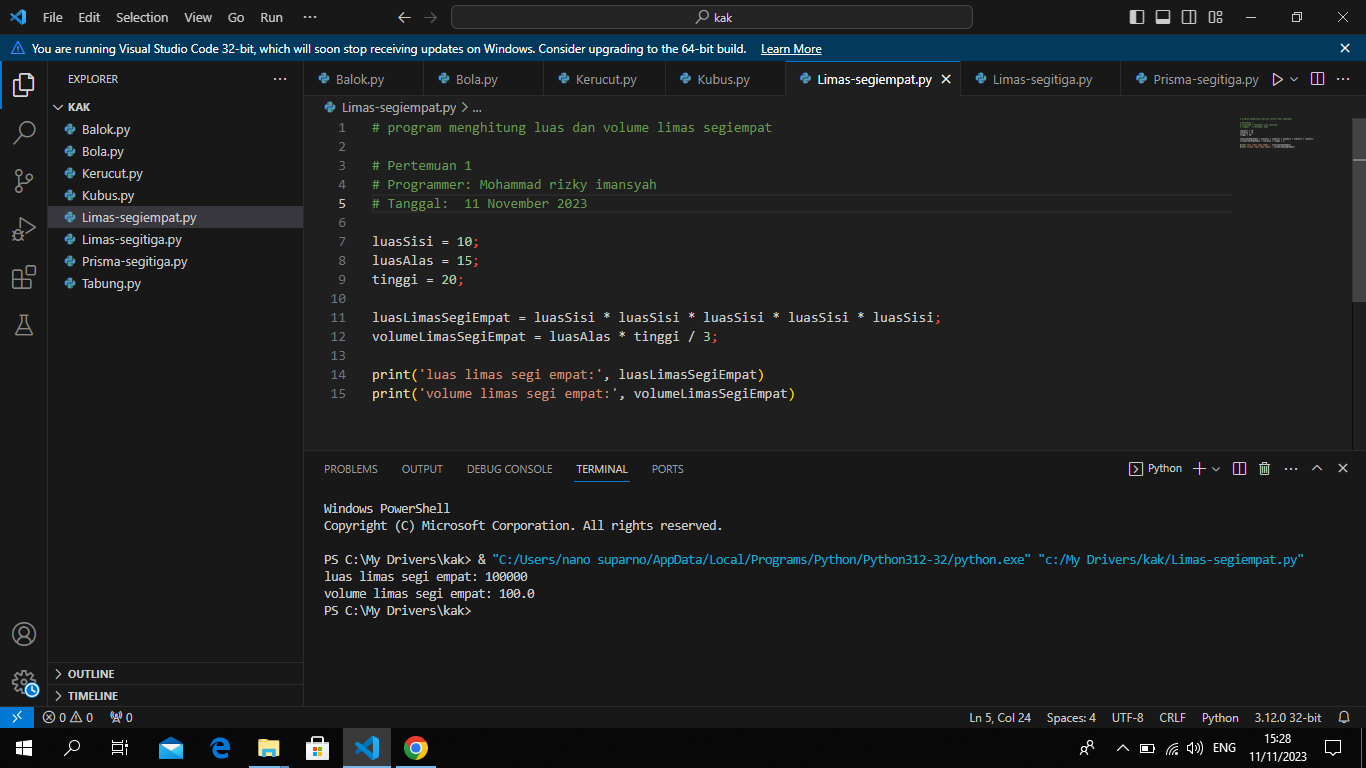 File Edit Selection View Go Run ··· kak
You are running Visual Studio Code 32-bit, which will soon stop receiving updates on Windows. Consider upgrading to the 64-bit build. Learn More
EXPLORER ···
KAK
Balok.py
Bola.py
Kerucut.py
Kubus.py
Limas-segiempat.py
Limas-segitiga.py
Prisma-segitiga.py
Tabung.py
OUTLINE
TIMELINE
Balok.py Bola.py Kerucut.py Kubus.py Limas-segiempat.py Limas-segitiga.py Prisma-segitiga.py
Limas-segiempat.py > ...
1 # program menghitung luas dan volume limas segiempat
2
3 # Pertemuan 1
4 # Programmer: Mohammad rizky imansyah
5 # Tanggal:  11 November 2023
6
7 luasSisi = 10;
8 luasAlas = 15;
9 tinggi = 20;
10
11 luasLimasSegiEmpat = luasSisi * luasSisi * luasSisi * luasSisi * luasSisi;
12 volumeLimasSegiEmpat = luasAlas * tinggi / 3;
13
14 print('luas limas segi empat:', luasLimasSegiEmpat)
15 print('volume limas segi empat:', volumeLimasSegiEmpat)
PROBLEMS OUTPUT DEBUG CONSOLE TERMINAL PORTS Python
Windows PowerShell
Copyright (C) Microsoft Corporation. All rights reserved.
PS C:\My Drivers\kak> & "C:/Users/nano suparno/AppData/Local/Programs/Python/Python312-32/python.exe" "c:/My Drivers/kak/Limas-segiempat.py"
luas limas segi empat: 100000
volume limas segi empat: 100.0
PS C:\My Drivers\kak>
0 0 0 Ln 5, Col 24 Spaces: 4 UTF-8 CRLF Python 3.12.0 32-bit
ENG 15:28
11/11/2023